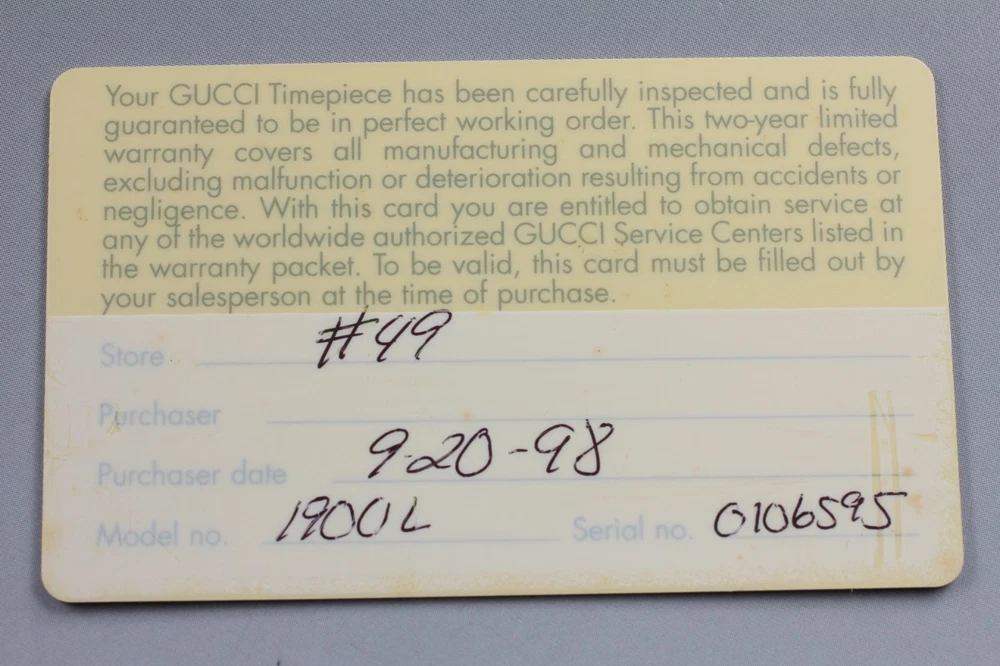 Your GUCCI Timepiece has been carefully inspected and is fully
guaranteed to be in perfect working order. This two-year limited
warranty covers all manufacturing and mechanical defects,
excluding malfunction or deterioration resulting from accidents or
negligence. With this card you are entitled to obtain service at
any of the worldwide authorized GUCCI Service Centers listed in
the warranty packet. To be valid, this card must be filled out by
your salesperson at the time of purchase.
Store #49
Purchaser
Purchaser date 9-20-98
Model no. 1900L Serial no. 0106595